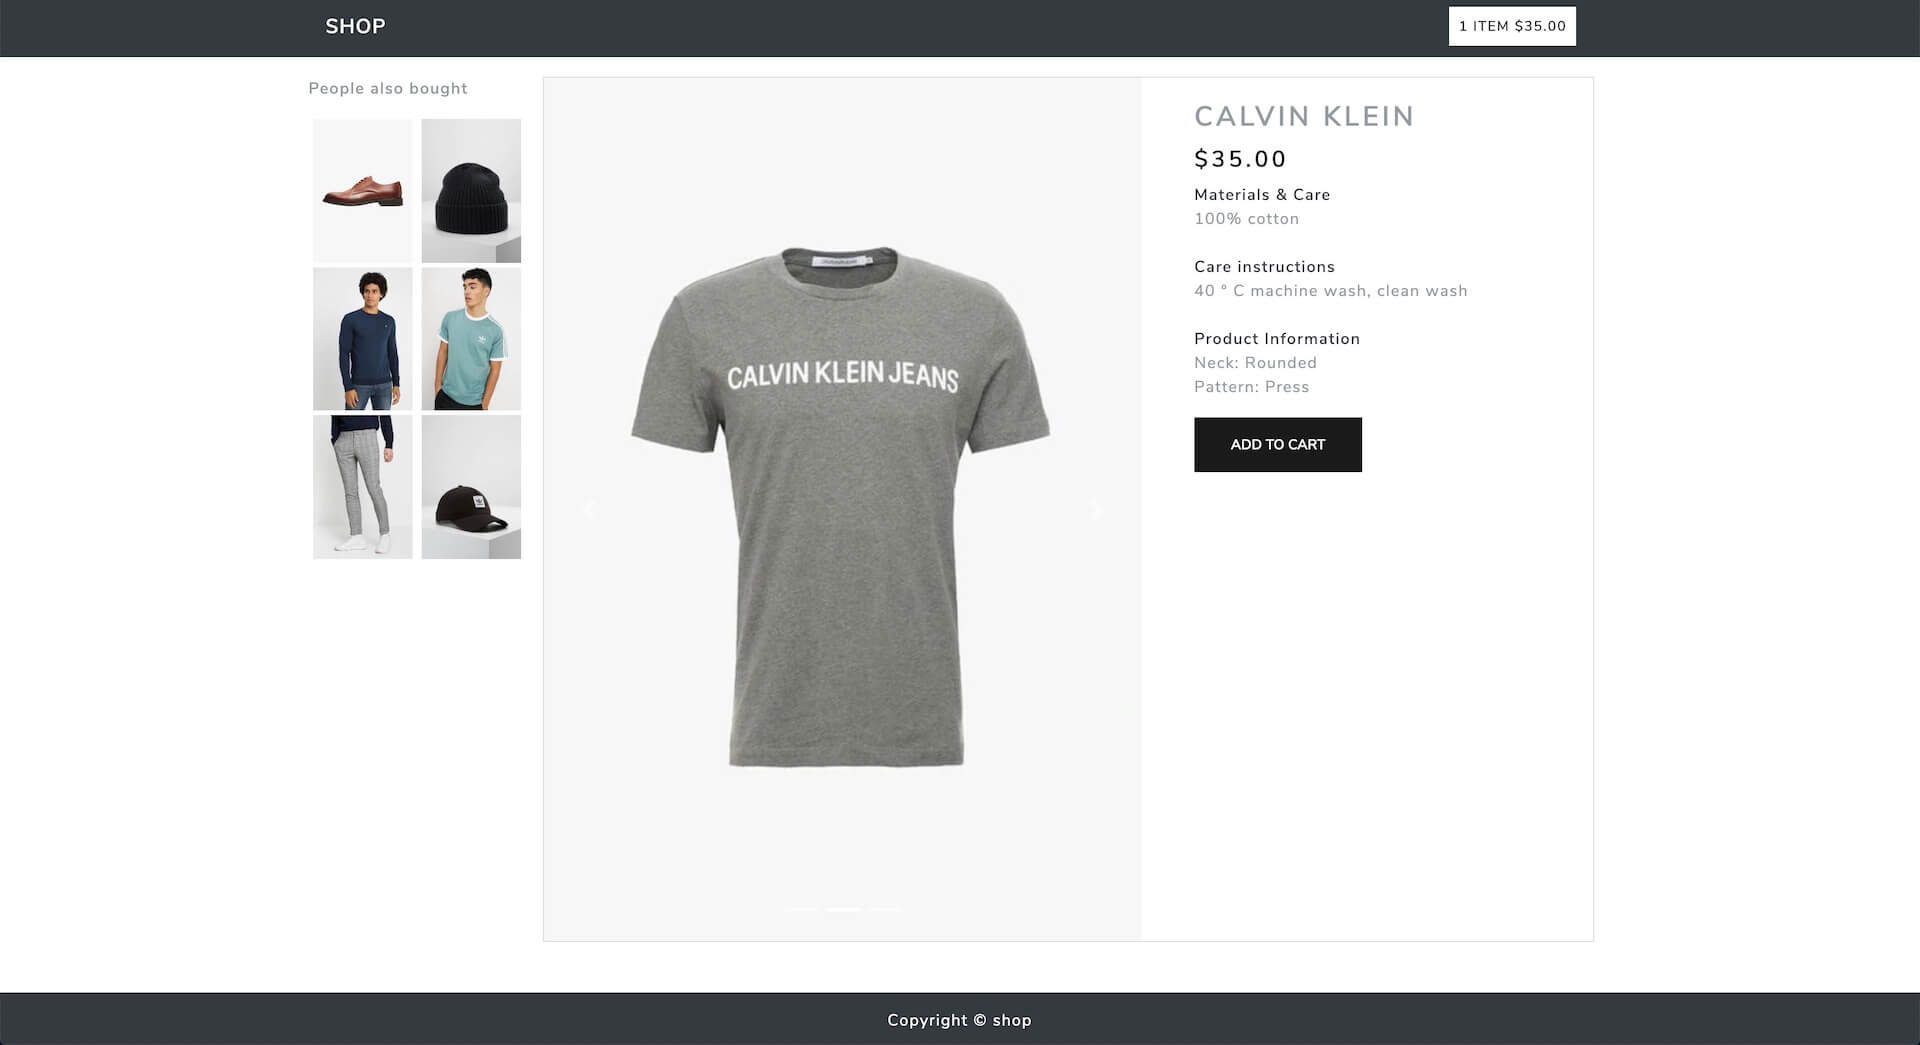 SHOP
1 ITEM $35.00
People also bought
CALVIN KLEIN
$35.00
Materials & Care
100% cotton
Care instructions
40 ° C machine wash, clean wash
Product Information
Neck: Rounded
Pattern: Press
ADD TO CART
CALVIN KLEIN JEANS
Copyright © shop